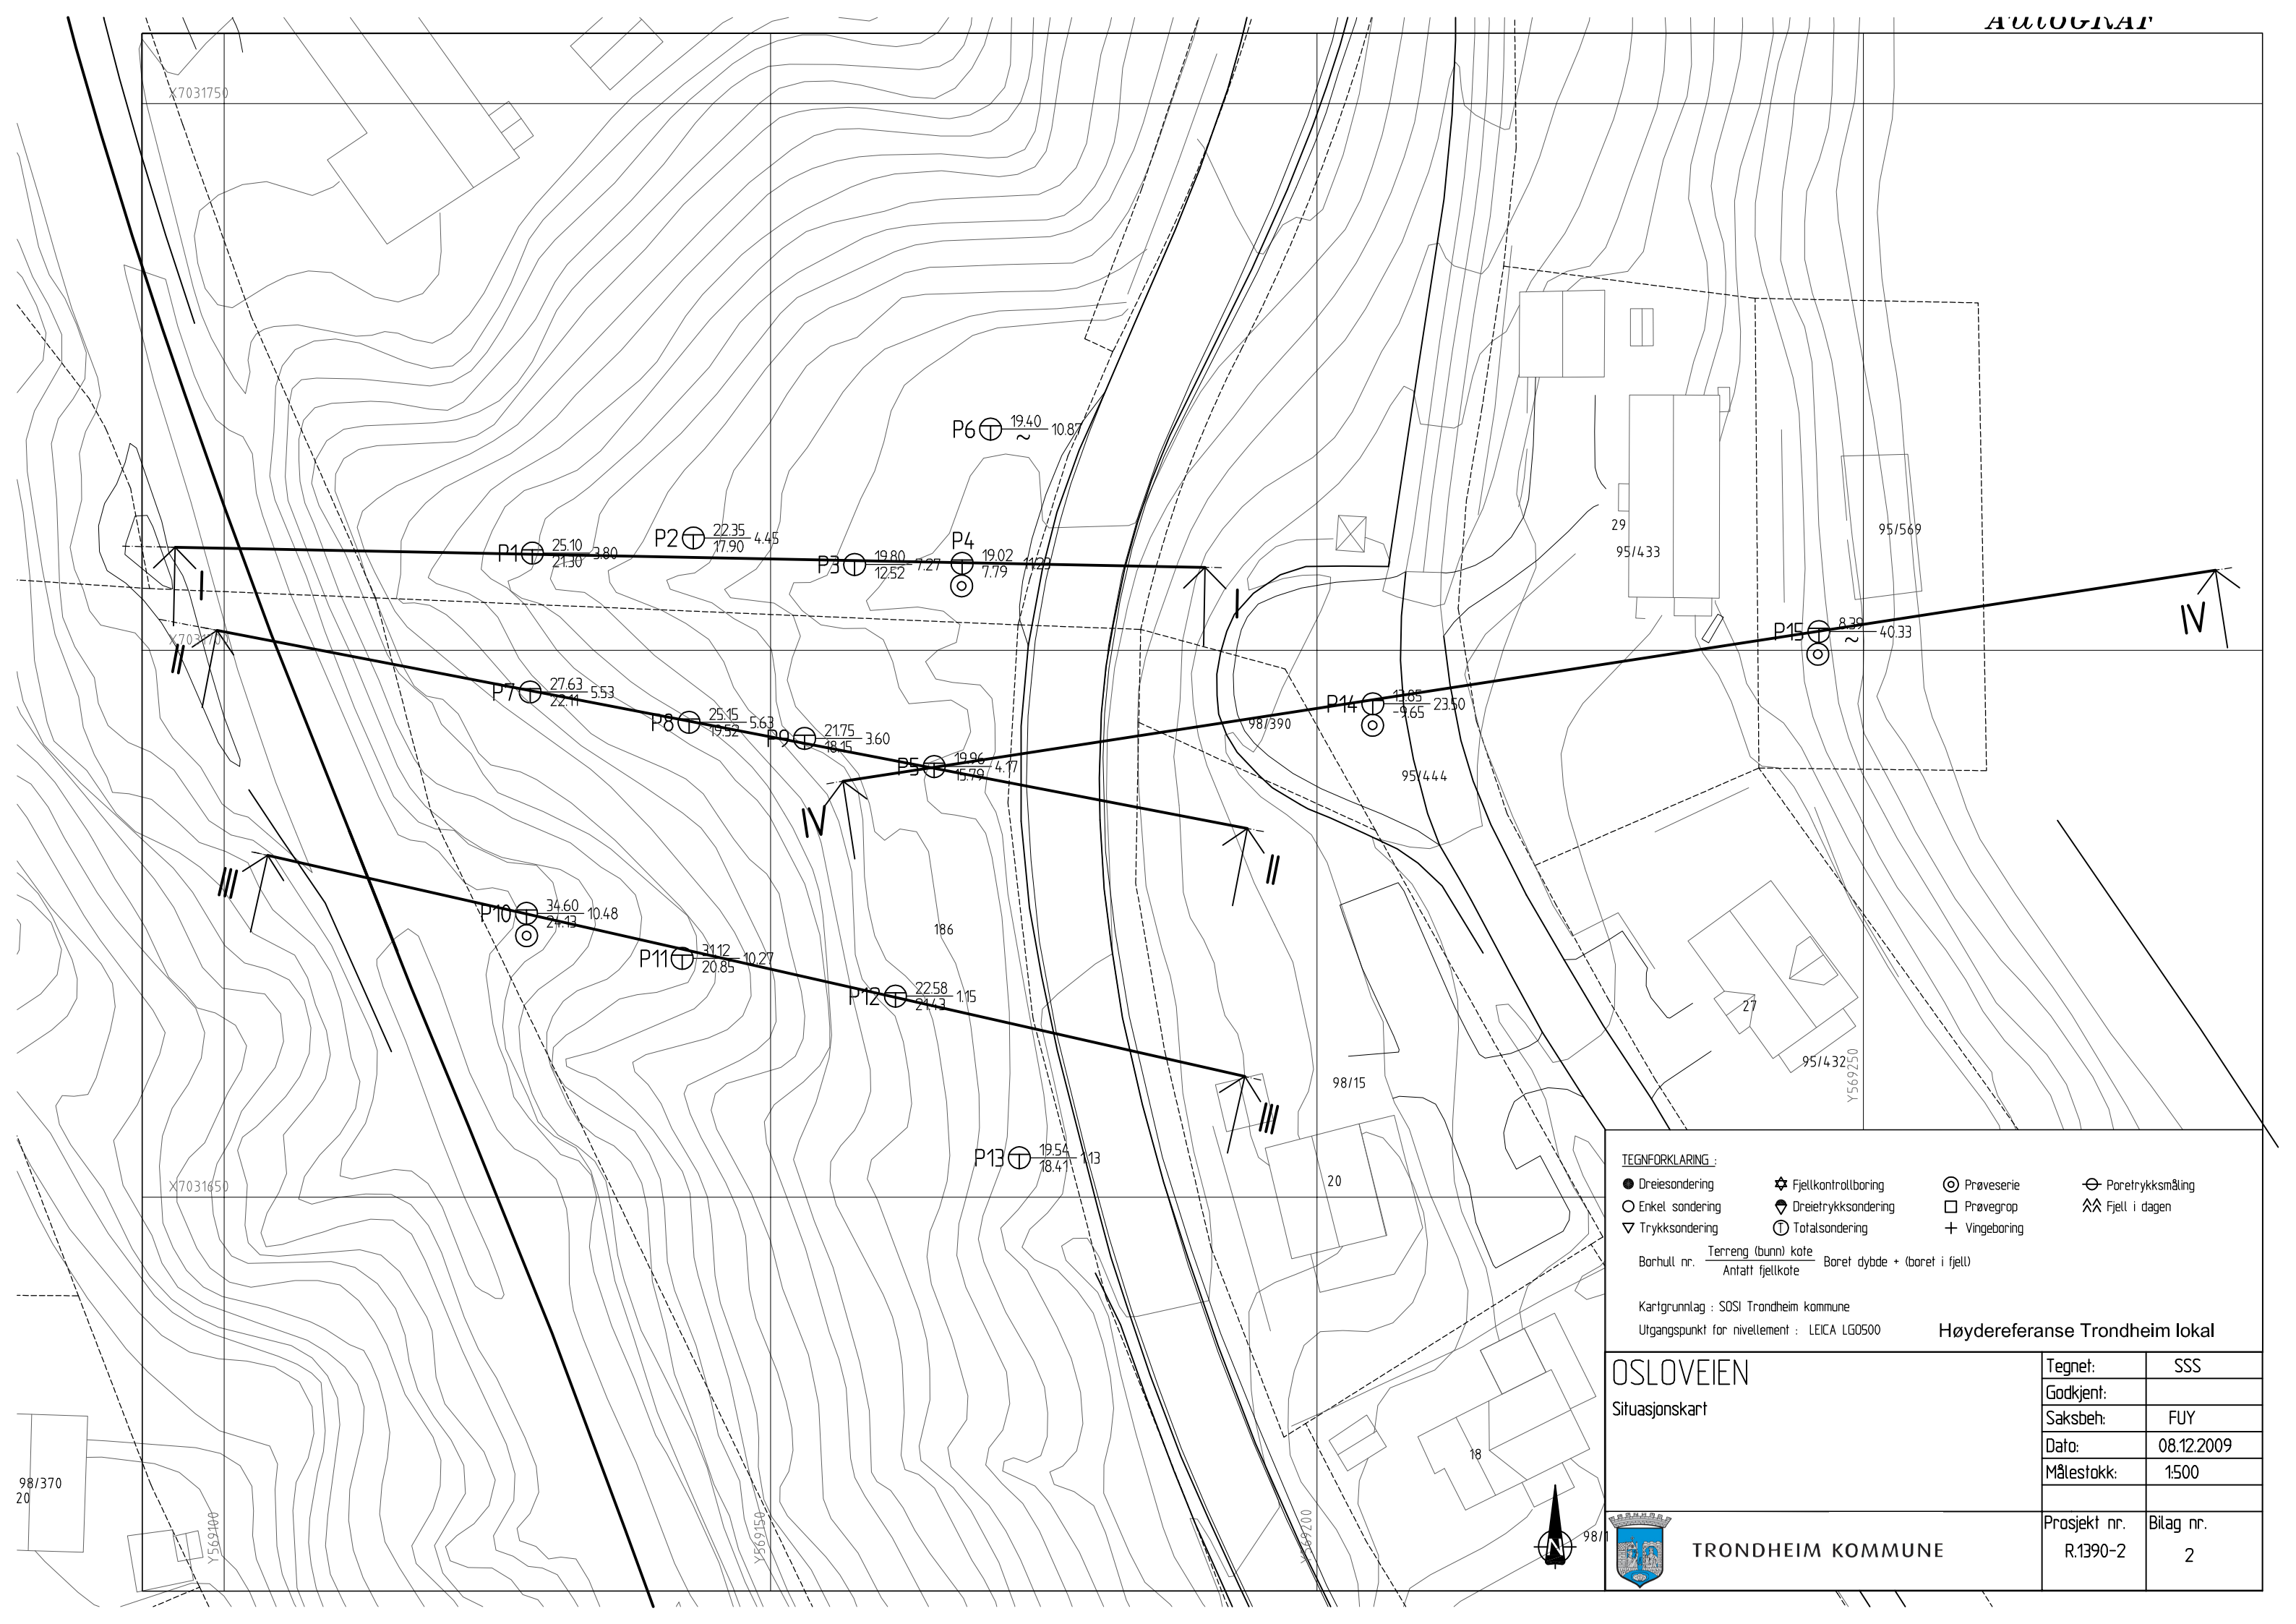 AutoGRAF
X7031750
P6 19.40 ~ 10.87
29
95/433
95/569
P1 25.10 21.30 3.80
P2 22.35 17.90 4.45
P3 19.80 12.52 7.27
P4 19.02 7.79 11.23
I
I
X7031700
II
P15 8.39 ~ 40.33
IV
P7 27.63 22.11 5.53
P8 25.15 19.52 5.63
P9 21.75 18.15 3.60
P5 19.96 15.79 4.17
98/390
P14 13.85 -9.65 23.50
95/444
IV
II
III
P10 34.60 24.13 10.48
186
P11 31.12 20.85 10.27
P12 22.58 21.43 1.15
27
95/432
Y569250
98/15
III
P13 19.54 18.41 1.13
X7031650
20
18
98/370
20
Y569100
Y569150
Y569200
N
98/1
TEGNFORKLARING :
Dreiesondering
Fjellkontrollboring
Prøveserie
Poretrykksmåling
Enkel sondering
Dreietrykksondering
Prøvegrop
Fjell i dagen
Trykksondering
Totalsondering
Vingeboring
Borhull nr. Terreng (bunn) kote Antatt fjellkote Boret dybde + (boret i fjell)
Kartgrunnlag : SOSI Trondheim kommune
Utgangspunkt for nivellement : LEICA LGO500
Høydereferanse Trondheim lokal
OSLOVEIEN
Situasjonskart
Tegnet: SSS
Godkjent:
Saksbeh: FUY
Dato: 08.12.2009
Målestokk: 1:500
TRONDHEIM KOMMUNE
Prosjekt nr. R.1390-2
Bilag nr. 2